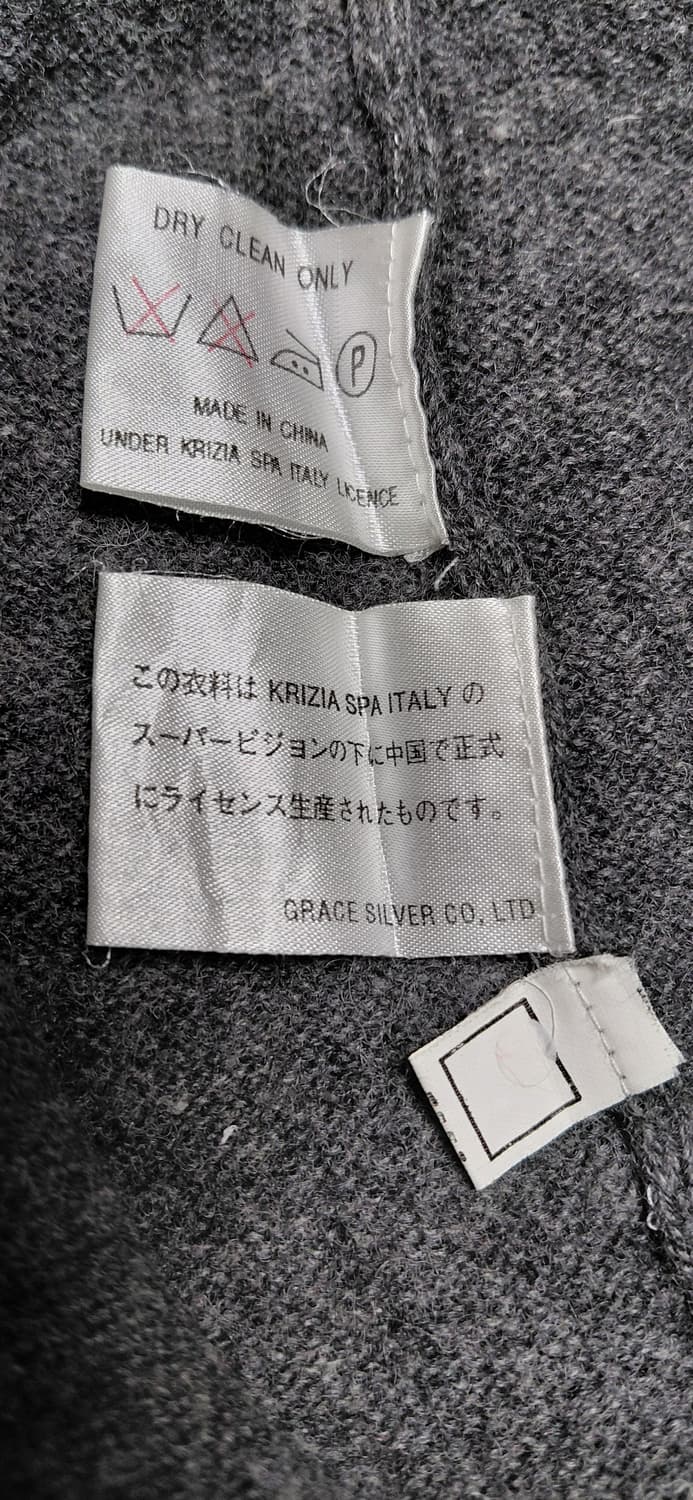 DRY CLEAN ONLY
P
MADE IN CHINA
UNDER KRIZIA SPA ITALY LICENCE
この衣料は KRIZIA SPA ITALY の
スーパービジョンの下に中国で正式
にライセンス生産されたものです。
GRACE SILVER CO, LTD